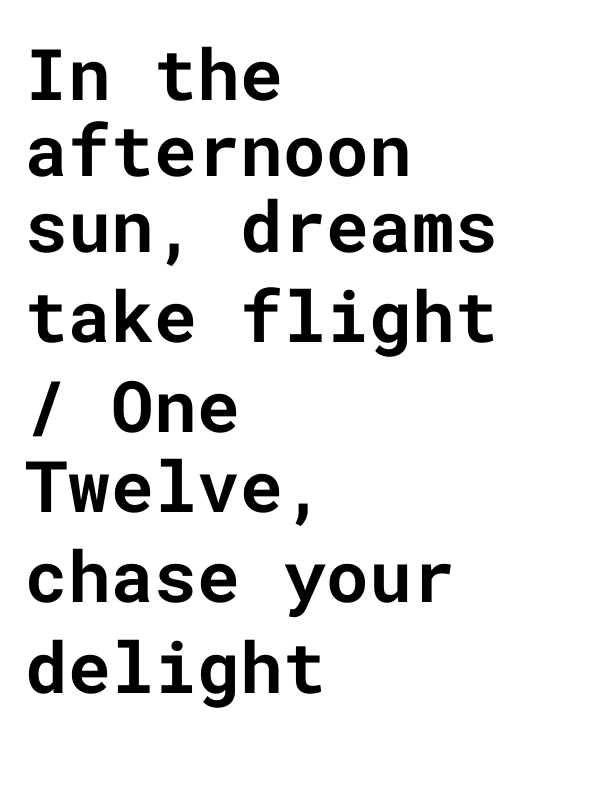 In the
afternoon
sun, dreams
take flight
/ One
Twelve,
chase your
delight